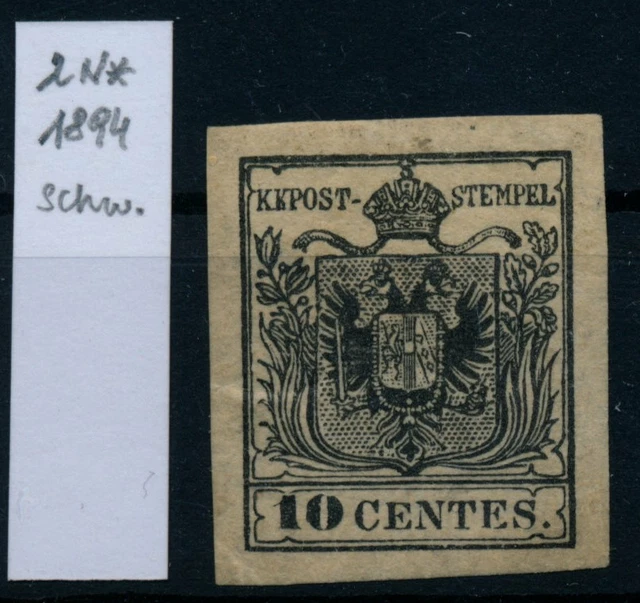 2N*
1894
schw.
KKPOST-STEMPEL
10 CENTES.